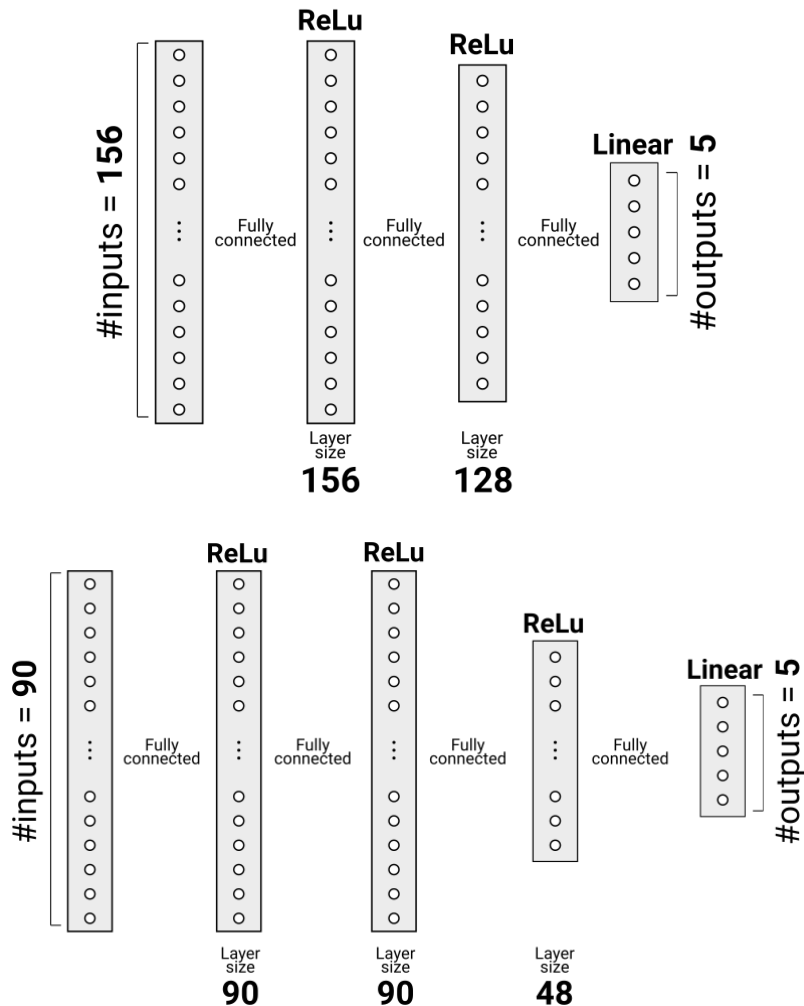 ReLu
ReLu
Linear
#inputs = 156
Fully
connected
Fully
connected
Fully
connected
#outputs = 5
Layer
size
156
Layer
size
128
ReLu
ReLu
ReLu
Linear
#inputs = 90
Fully
connected
Fully
connected
Fully
connected
Fully
connected
#outputs = 5
Layer
size
90
Layer
size
90
Layer
size
48